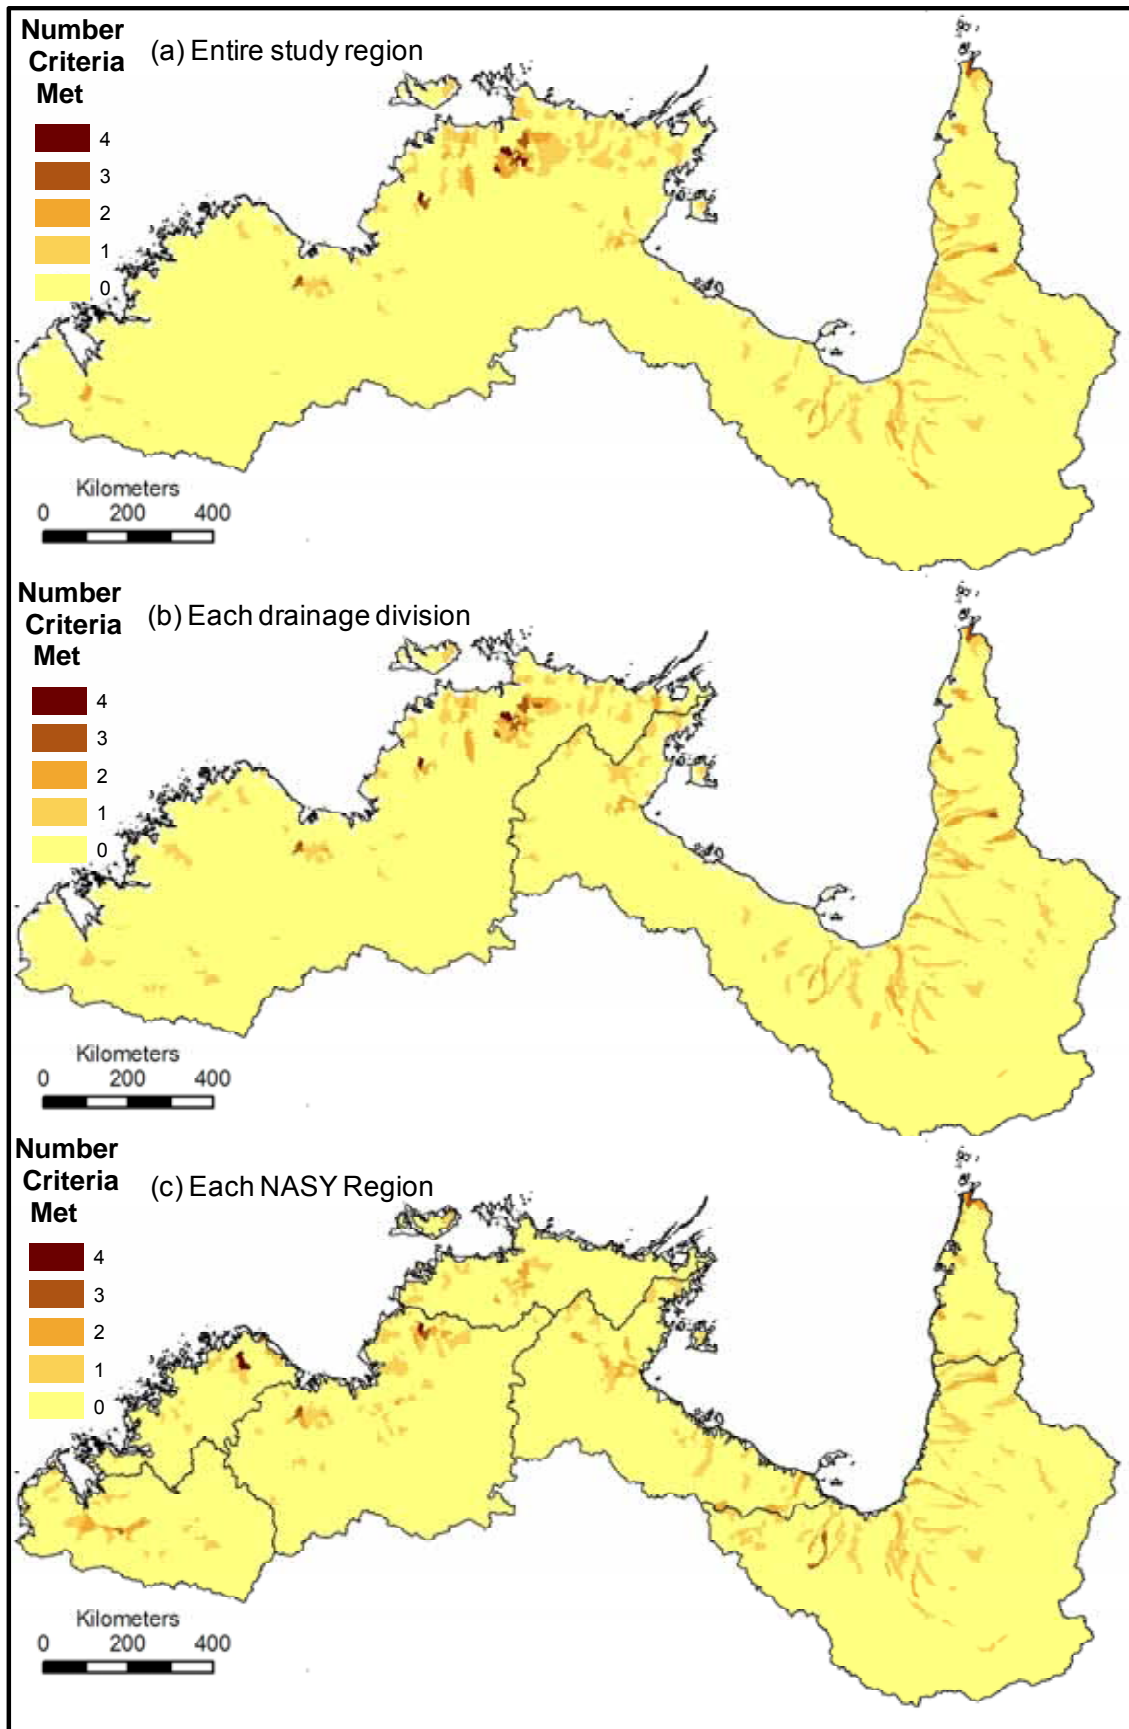 Number
Criteria
Met
(a) Entire study region
4
3
2
1
0
Kilometers
0 200 400
Number
Criteria
Met
(b) Each drainage division
4
3
2
1
0
Kilometers
0 200 400
Number
Criteria
Met
(c) Each NASY Region
4
3
2
1
0
Kilometers
0 200 400